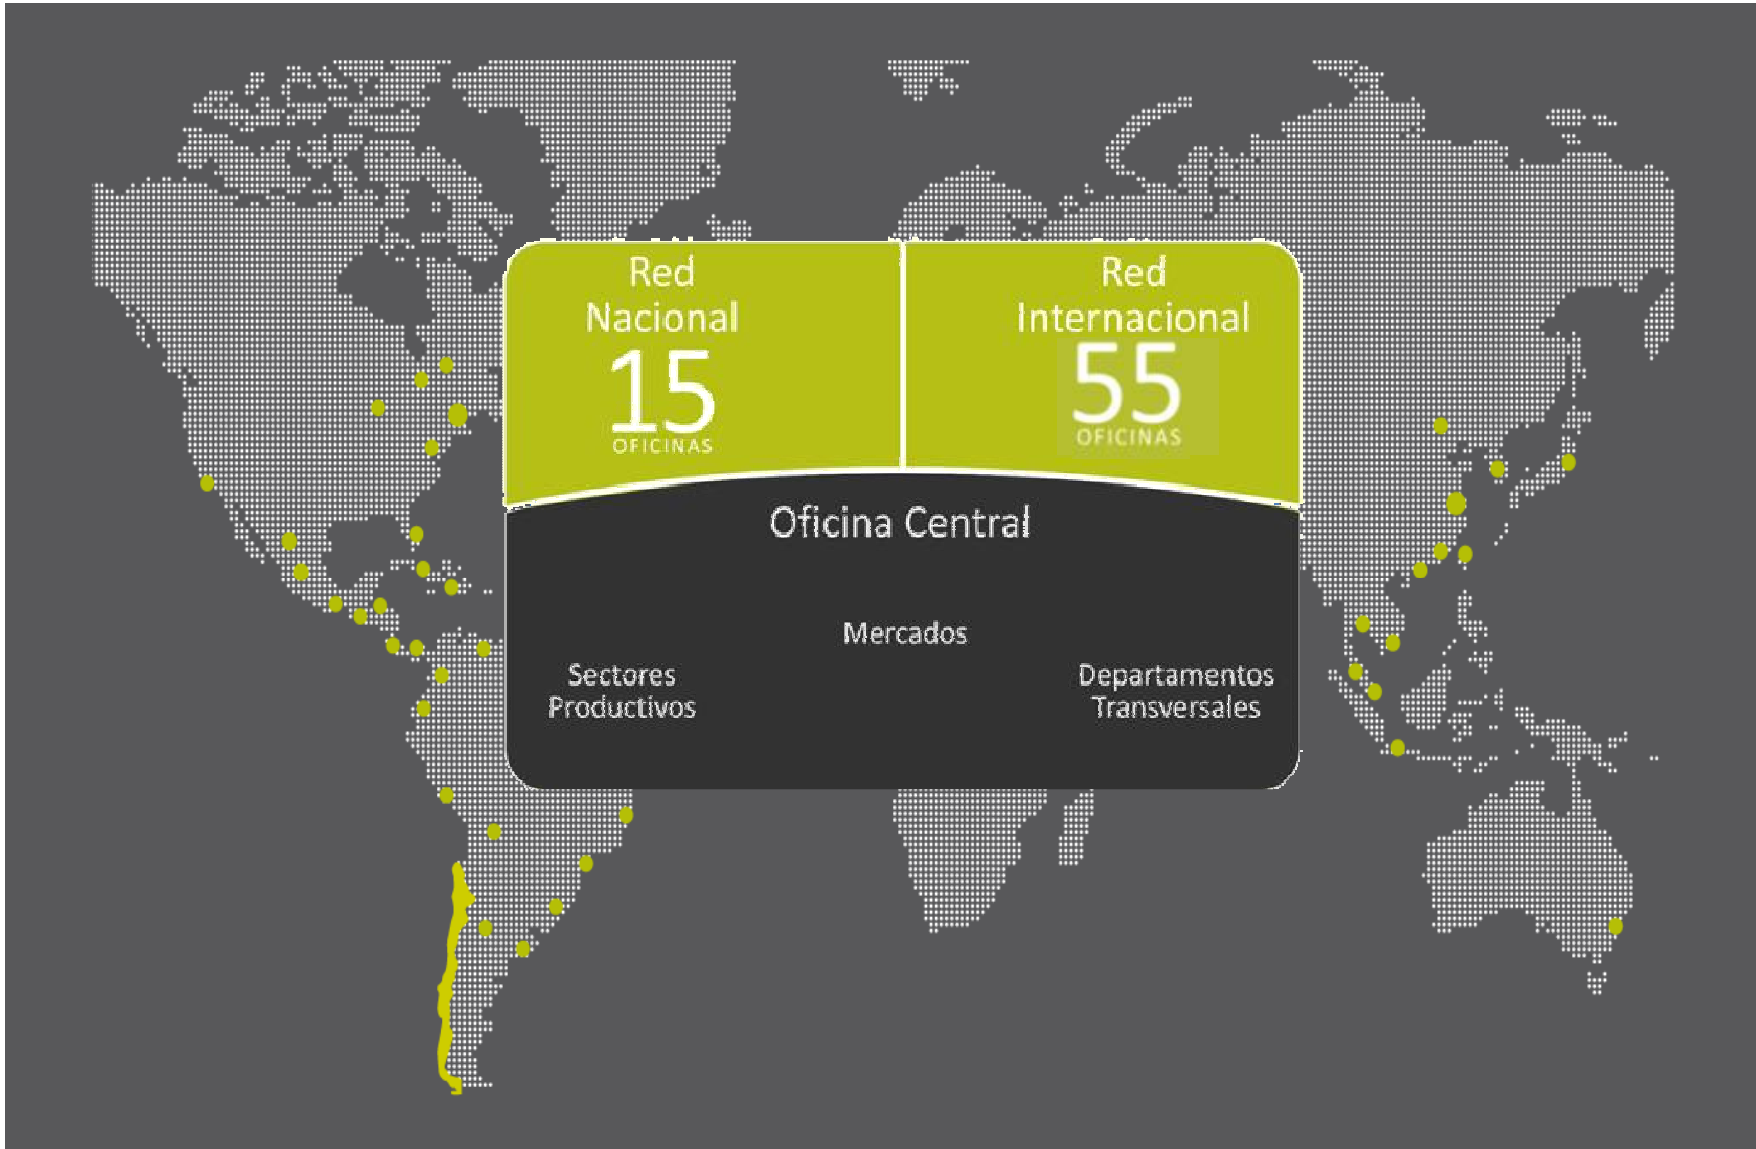 Red
Nacional
15
OFICINAS
Red
Internacional
55
OFICINAS
Oficina Central
Mercados
Sectores
Productivos
Departamentos
Transversales